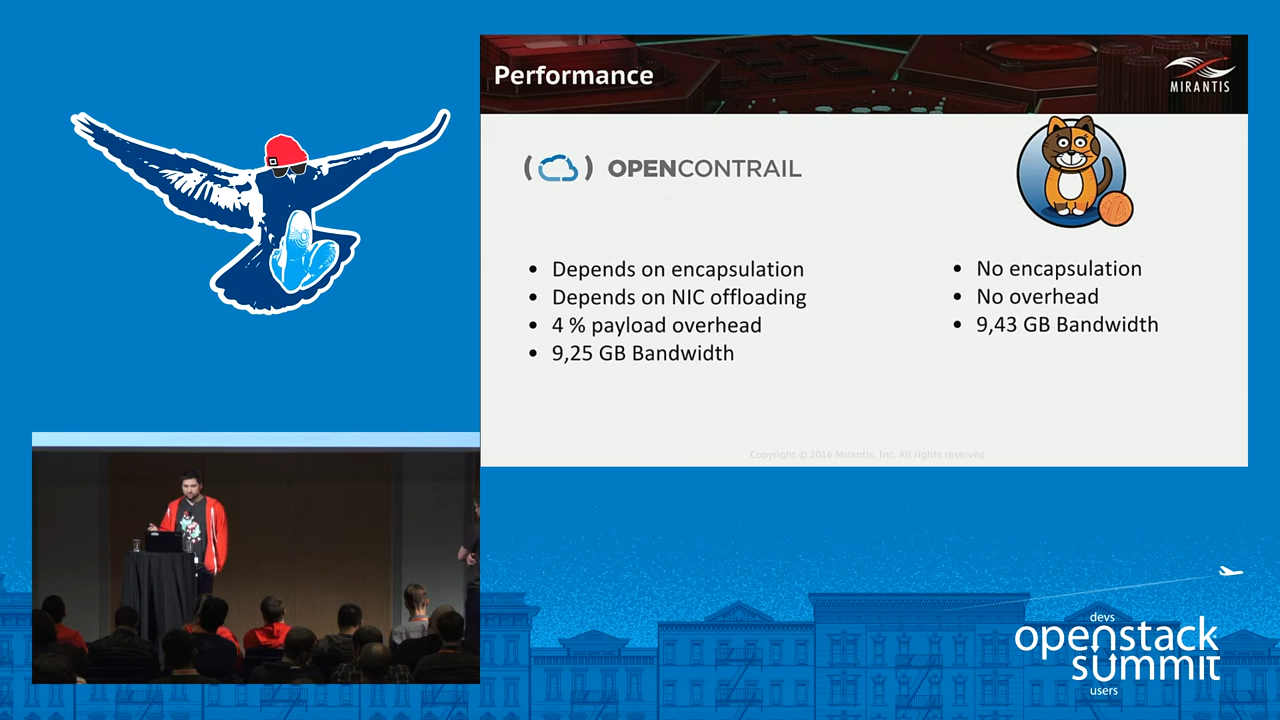 Performance
MIRANTIS
OPENCONTRAIL
• Depends on encapsulation
• Depends on NIC offloading
• 4 % payload overhead
• 9,25 GB Bandwidth
• No encapsulation
• No overhead
• 9,43 GB Bandwidth
Copyright © 2016 Mirantis, Inc. All rights reserved
devs
openstack
summit
users